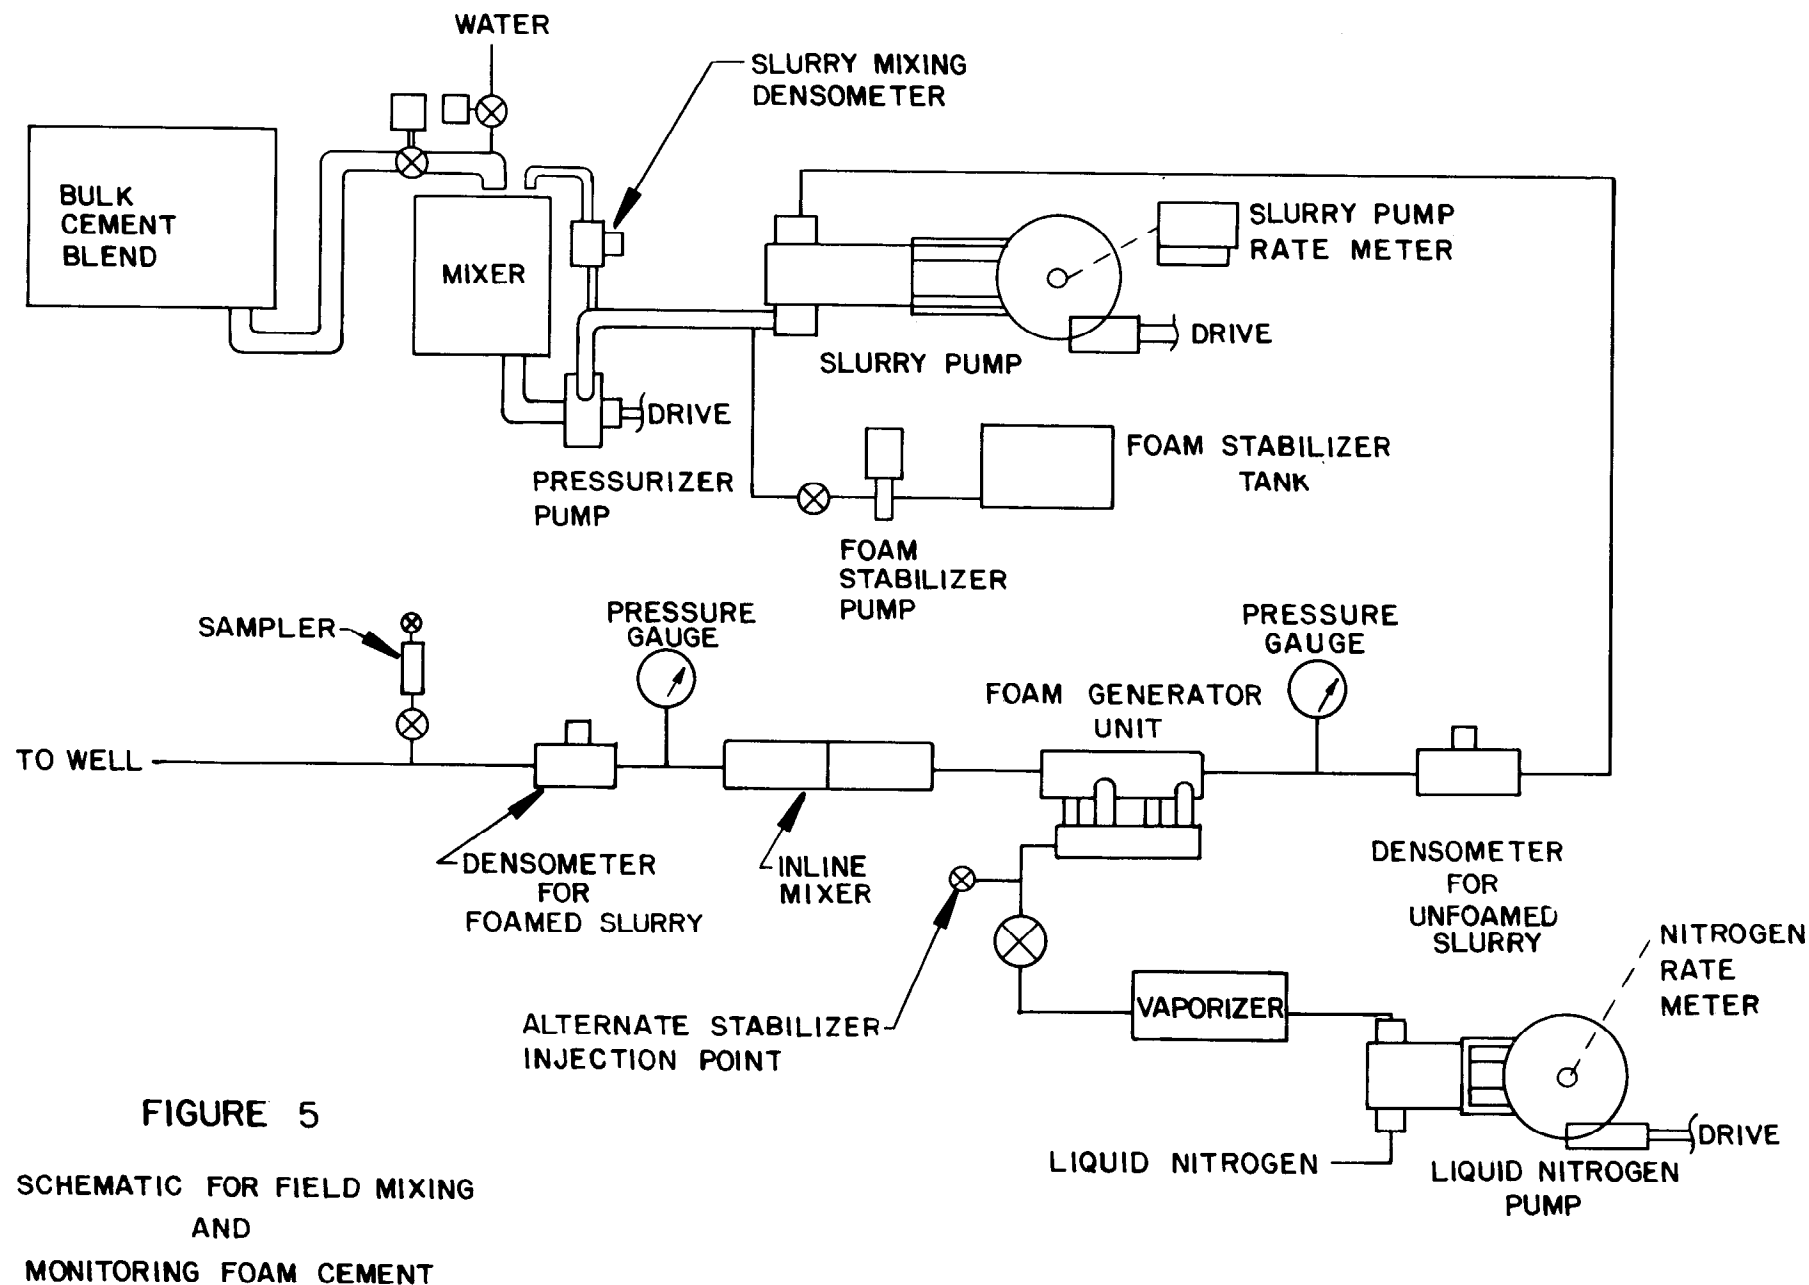 WATER
SLURRY MIXING
DENSOMETER
BULK
CEMENT
BLEND
MIXER
SLURRY PUMP
RATE METER
DRIVE
SLURRY PUMP
DRIVE
PRESSURIZER
PUMP
FOAM STABILIZER
TANK
FOAM
STABILIZER
PUMP
SAMPLER
PRESSURE
GAUGE
PRESSURE
GAUGE
FOAM GENERATOR
UNIT
TO WELL
DENSOMETER
FOR
FOAMED SLURRY
INLINE
MIXER
DENSOMETER
FOR
UNFOAMED
SLURRY
NITROGEN
RATE
METER
VAPORIZER
ALTERNATE STABILIZER
INJECTION POINT
DRIVE
LIQUID NITROGEN
LIQUID NITROGEN
PUMP
FIGURE 5
SCHEMATIC FOR FIELD MIXING
AND
MONITORING FOAM CEMENT